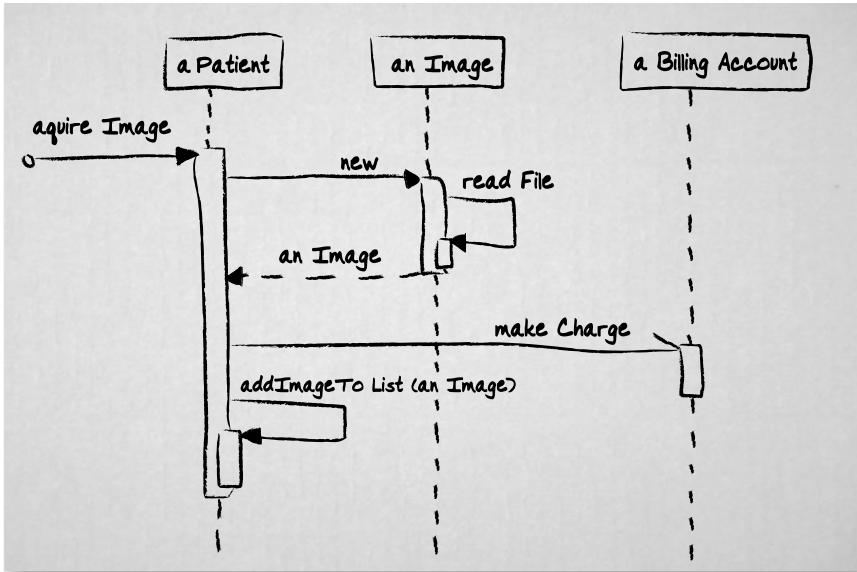 a Patient
an Image
a Billing Account
aquire Image
new
read File
an Image
make Charge
addImageTo List (an Image)